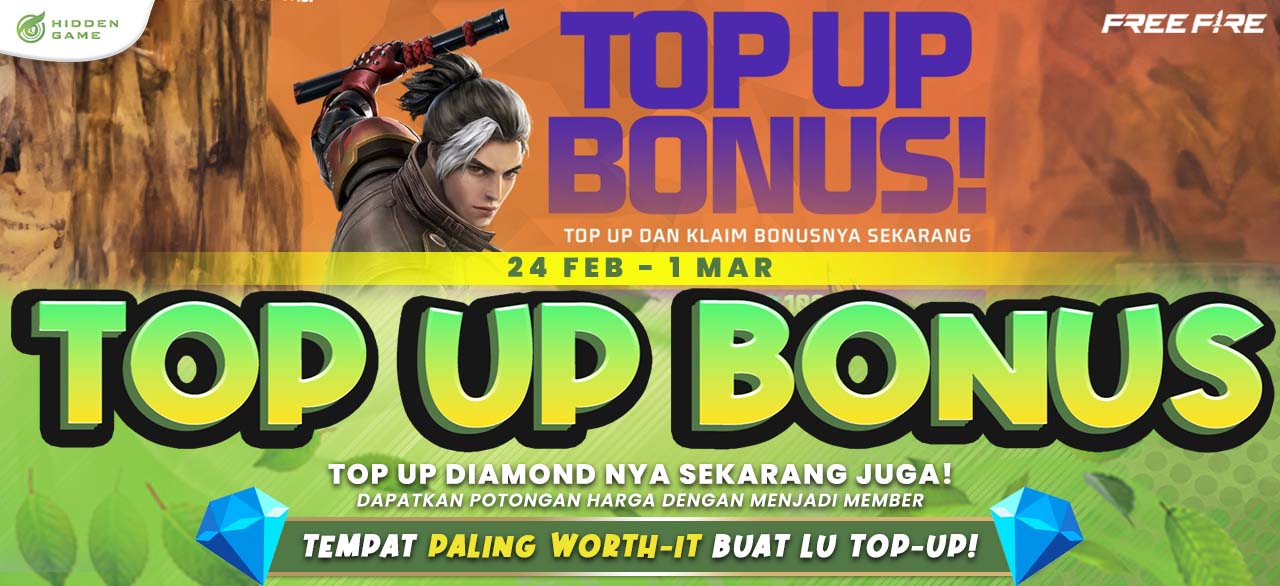 HIDDEN
GAME
FREE FIRE
TOP UP
BONUS!
TOP UP DAN KLAIM BONUSNYA SEKARANG
24 FEB - 1 MAR
TOP UP BONUS
TOP UP DIAMOND NYA SEKARANG JUGA!
DAPATKAN POTONGAN HARGA DENGAN MENJADI MEMBER
TEMPAT PALING WORTH-IT BUAT LU TOP-UP!